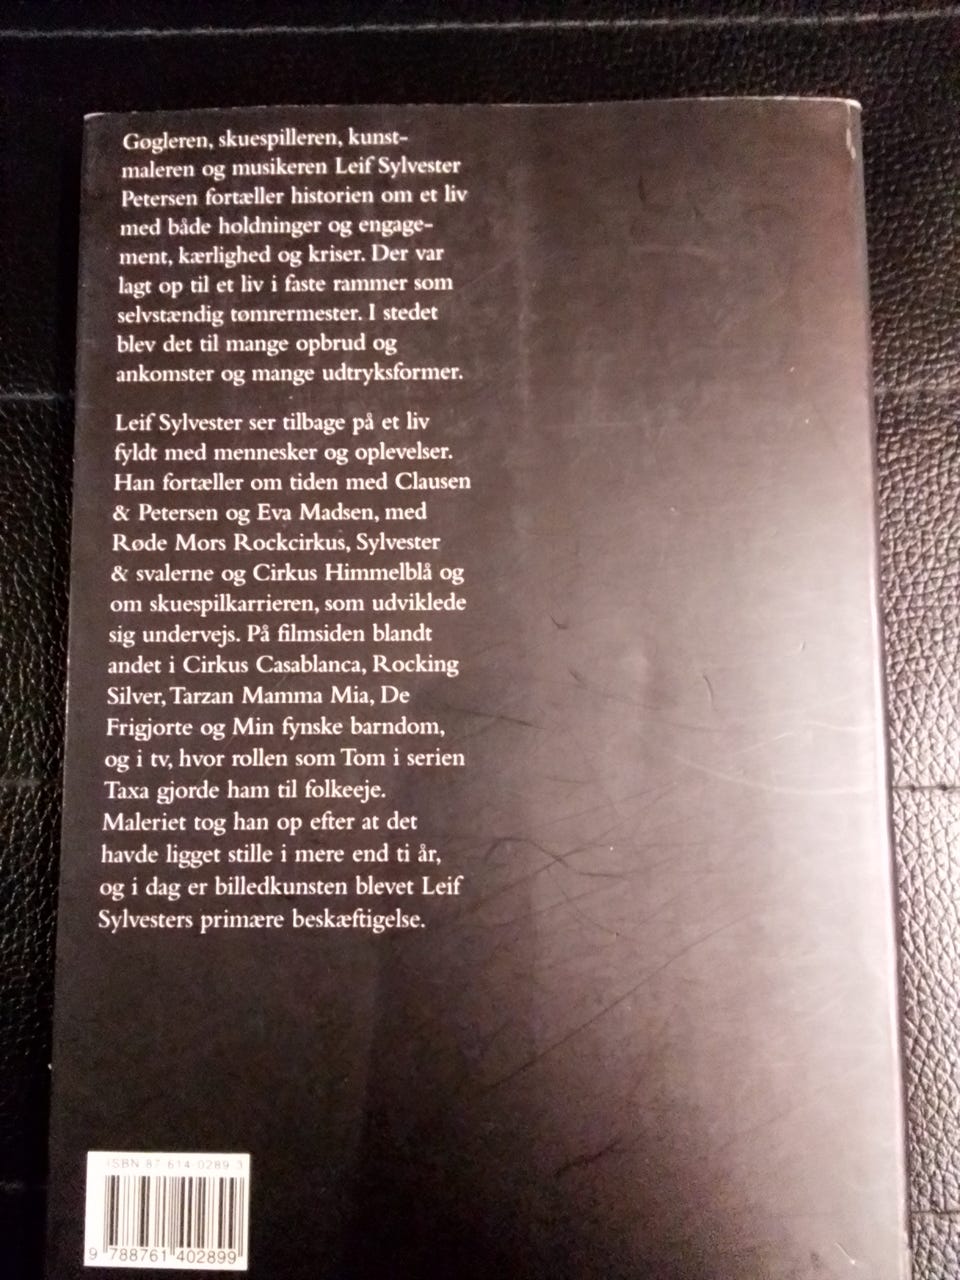 Gøgleren, skuespilleren, kunst-
maleren og musikeren Leif Sylvester
Petersen fortæller historien om et liv
med både holdninger og engage-
ment, kærlighed og kriser. Der var
lagt op til et liv i faste rammer som
selvstændig tømrermester. I stedet
blev det til mange opbrud og
ankomster og mange udtryksformer.
Leif Sylvester ser tilbage på et liv
fyldt med mennesker og oplevelser.
Han fortæller om tiden med Clausen
& Petersen og Eva Madsen, med
Røde Mors Rockcirkus, Sylvester
& svalerne og Cirkus Himmelblå og
om skuespilkarrieren, som udviklede
sig undervejs. På filmsiden blandt
andet i Cirkus Casablanca, Rocking
Silver, Tarzan Mamma Mia, De
Frigjorte og Min fynske barndom,
og i tv, hvor rollen som Tom i serien
Taxa gjorde ham til folkeeje.
Maleriet tog han op efter at det
havde ligget stille i mere end ti år,
og i dag er billedkunsten blevet Leif
Sylvesters primære beskæftigelse.
ISBN 87-614-0289-3
9 788761 402899